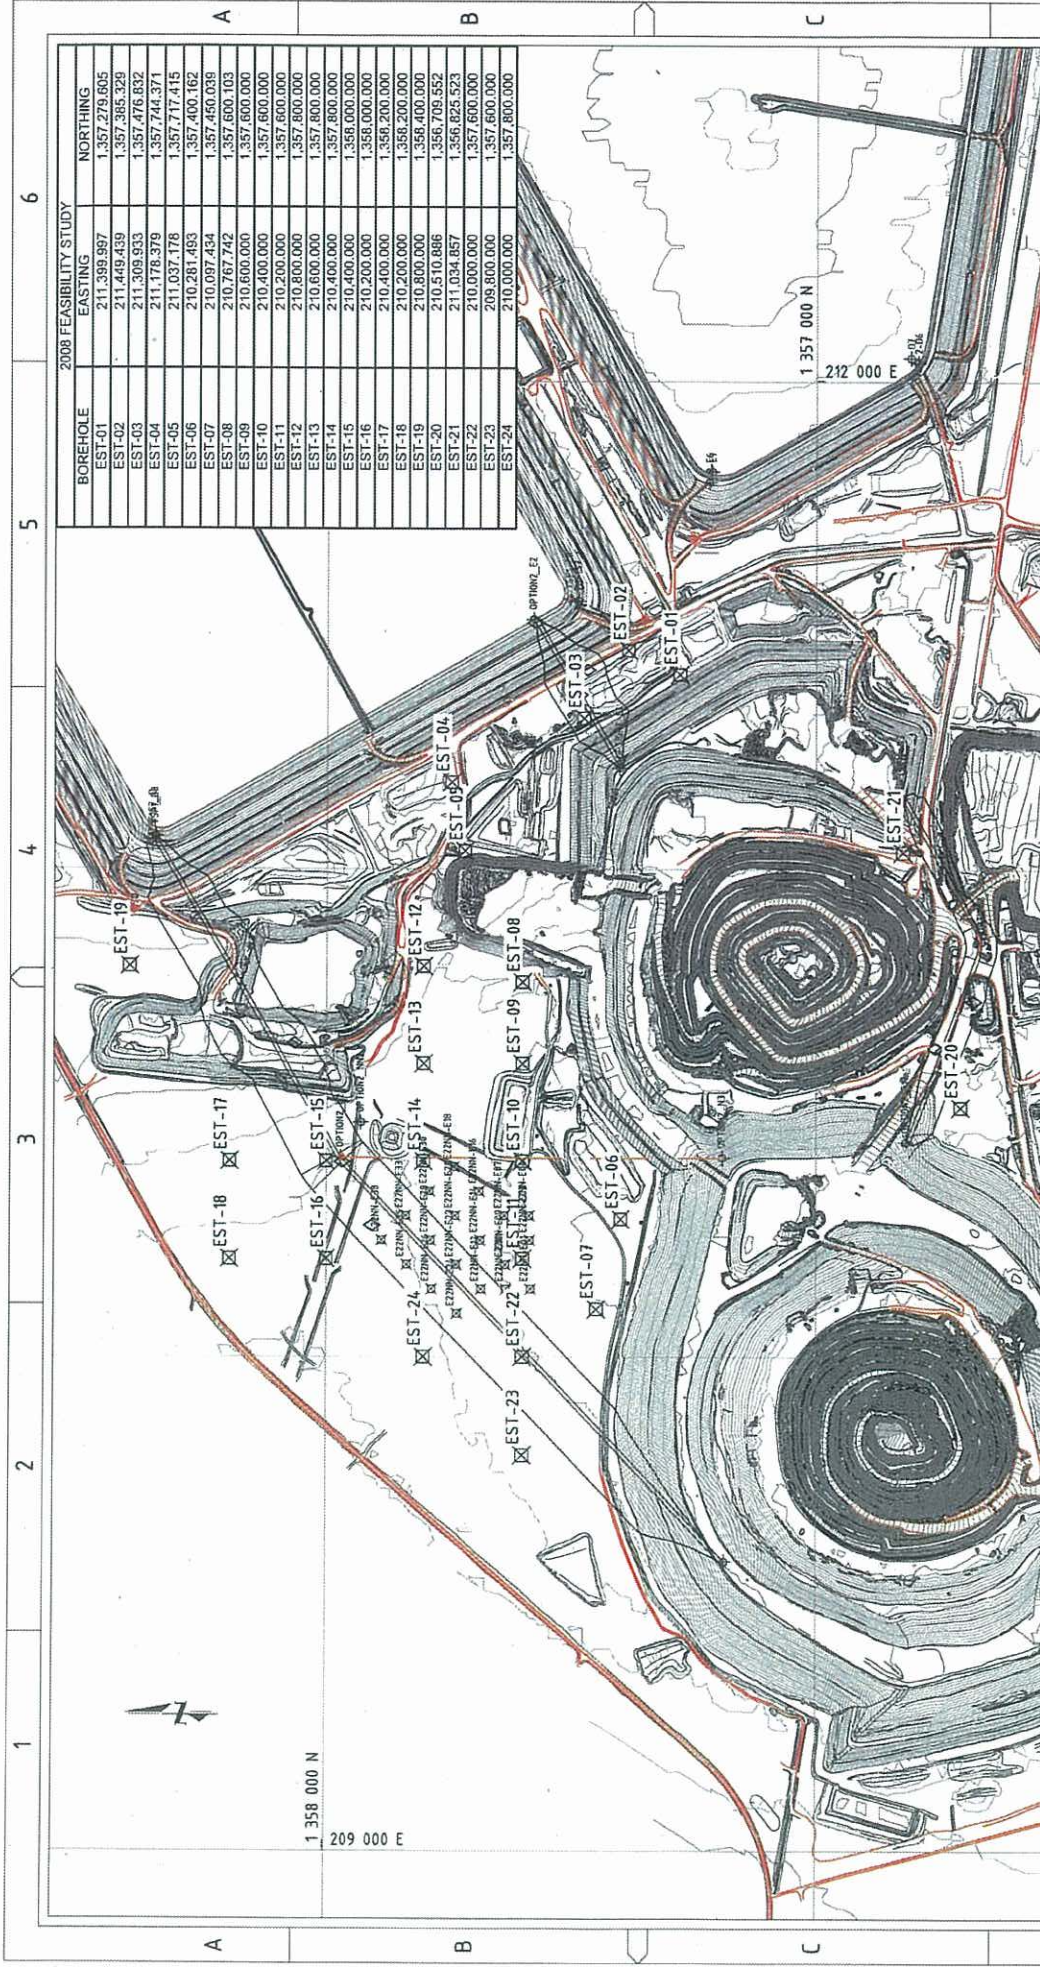 1
2
3
4
5
6
A
B
C
A
B
C
2008 FEASIBILITY STUDY
BOREHOLE EASTING NORTHING
EST-01 211,399.997 1,357,279.605
EST-02 211,449.439 1,357,385.329
EST-03 211,309.933 1,357,476.832
EST-04 211,178.379 1,357,744.371
EST-05 211,037.178 1,357,717.415
EST-06 210,281.493 1,357,400.162
EST-07 210,097.434 1,357,450.039
EST-08 210,767.742 1,357,600.103
EST-09 210,600.000 1,357,600.000
EST-10 210,400.000 1,357,600.000
EST-11 210,200.000 1,357,600.000
EST-12 210,800.000 1,357,800.000
EST-13 210,600.000 1,357,800.000
EST-14 210,400.000 1,357,800.000
EST-15 210,400.000 1,358,000.000
EST-16 210,200.000 1,358,000.000
EST-17 210,400.000 1,358,200.000
EST-18 210,200.000 1,358,200.000
EST-19 210,800.000 1,358,400.000
EST-20 210,510.886 1,356,709.552
EST-21 211,034.857 1,356,825.523
EST-22 210,000.000 1,357,600.000
EST-23 209,800.000 1,357,600.000
EST-24 210,000.000 1,357,800.000
EST-19
EST-18
EST-17
1 358 000 N
209 000 E
EST-16
EST-15
EST-24
EST-14
EST-13
EST-12
EST-05
EST-04
EST-23
EST-22
EST-11
EST-10
EST-09
EST-08
OPTION2_E2
EST-07
EST-06
EST-03
EST-02
EST-01
1 357 000 N
212 000 E
EST-21
EST-20